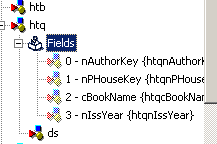 htb
htq
Fields
0 - nAuthorKey {htqnAuthorK
1 - nPHouseKey {htqnPHouse
2 - cBookName {htqcBookNar
3 - nIssYear {htqnIssYear}
ds